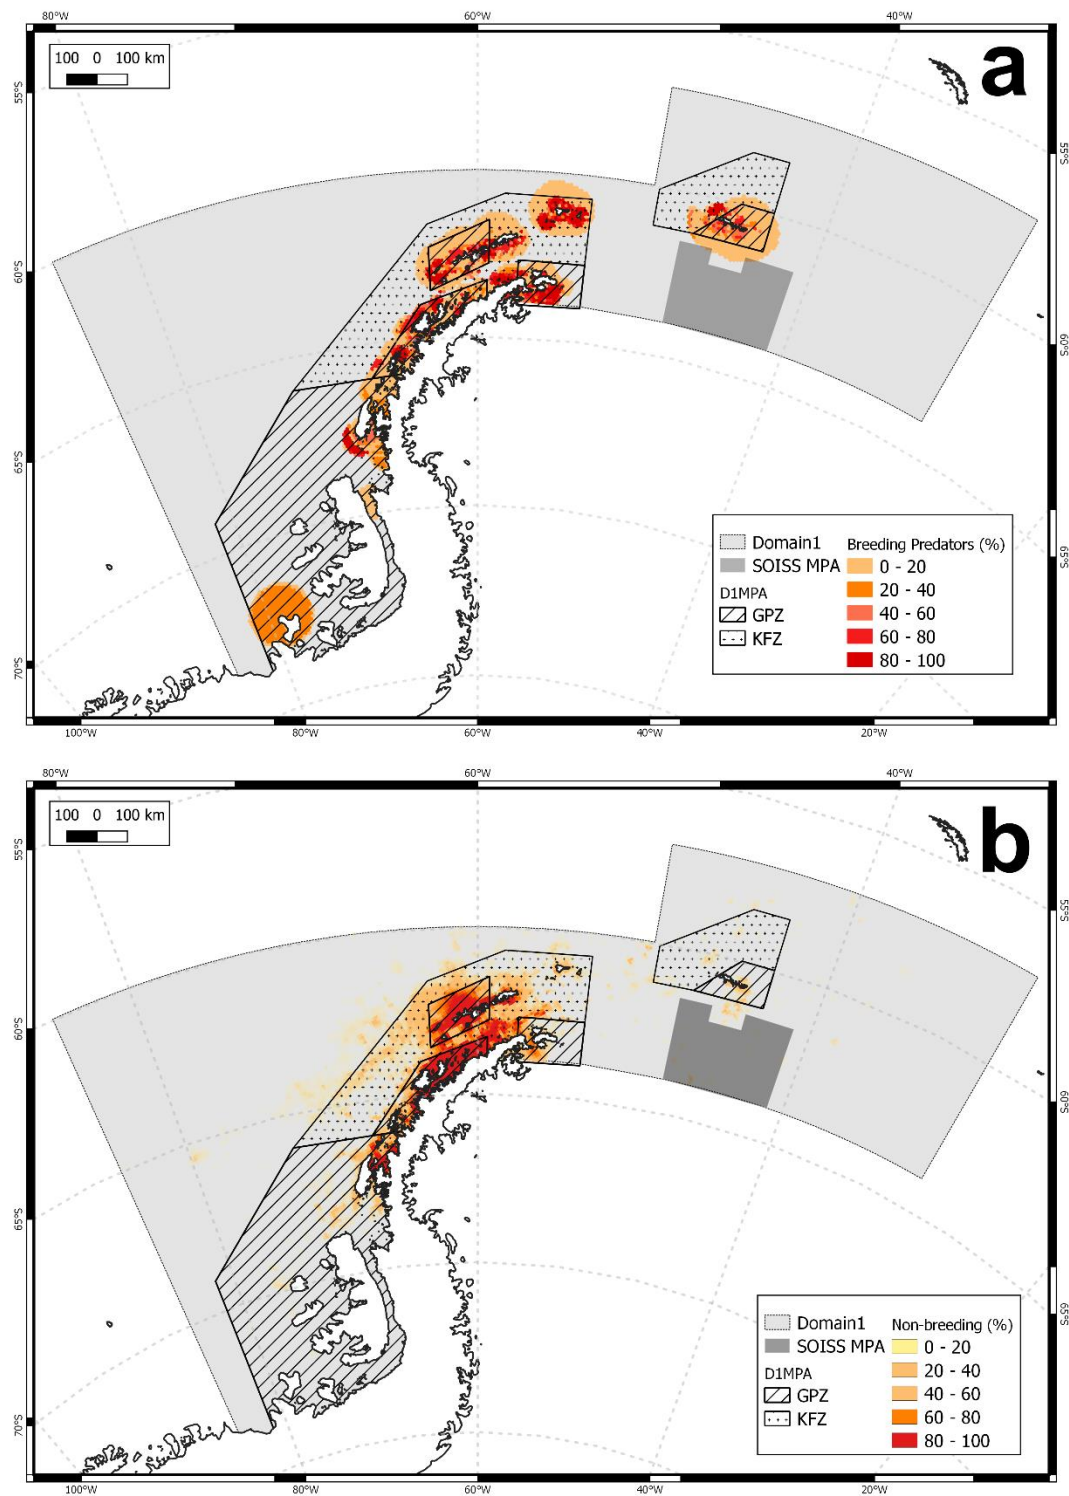 80°W 60°W 40°W
100 0 100 km
a
55°S
55°S
60°S
60°S
65°S
65°S
70°S
Domain1
SOISS MPA
D1MPA
GPZ
KFZ
Breeding Predators (%)
0 - 20
20 - 40
40 - 60
60 - 80
80 - 100
100°W 80°W 60°W 40°W 20°W
80°W 60°W 40°W
100 0 100 km
b
55°S
55°S
60°S
60°S
65°S
65°S
70°S
Domain1
SOISS MPA
D1MPA
GPZ
KFZ
Non-breeding (%)
0 - 20
20 - 40
40 - 60
60 - 80
80 - 100
100°W 80°W 60°W 40°W 20°W